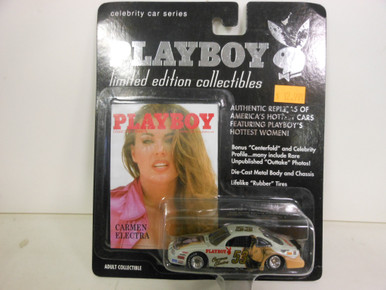 celebrity car series
PLAYBOY
limited edition collectibles
AUTHENTIC REPLICAS OF
AMERICA'S HOTTEST CARS
FEATURING PLAYBOY'S
HOTTEST WOMEN!
PLAYBOY
Bonus "Centerfold" and Celebrity
Profile...many include Rare
Unpublished "Outtake" Photos!
Die-Cast Metal Body and Chassis
Lifelike "Rubber" Tires
CARMEN
ELECTRA
PLAYBOY
ADULT COLLECTIBLE